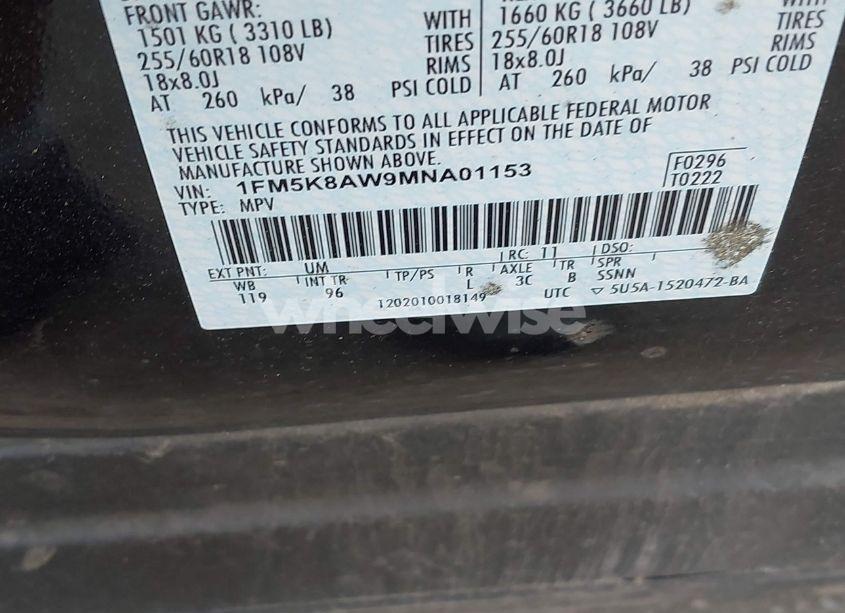 FRONT GAWR:
1501 KG ( 3310 LB) WITH
255/60R18 108V TIRES
18x8.0J RIMS
AT 260 kPa/ 38 PSI COLD
1660 KG ( 3660 LB) WITH
255/60R18 108V TIRES
18x8.0J RIMS
AT 260 kPa/ 38 PSI COLD
THIS VEHICLE CONFORMS TO ALL APPLICABLE FEDERAL MOTOR
VEHICLE SAFETY STANDARDS IN EFFECT ON THE DATE OF
MANUFACTURE SHOWN ABOVE.
VIN: 1FM5K8AW9MNA01153
TYPE: MPV
F0296
T0222
EXT PNT: UM RC: 11 DSO:
WB INT TR TP/PS R AXLE TR SPR
119 96 L 3C B SSNN
1202010018149 UTC ▽ 5U5A-1520472-BA
wheelwise